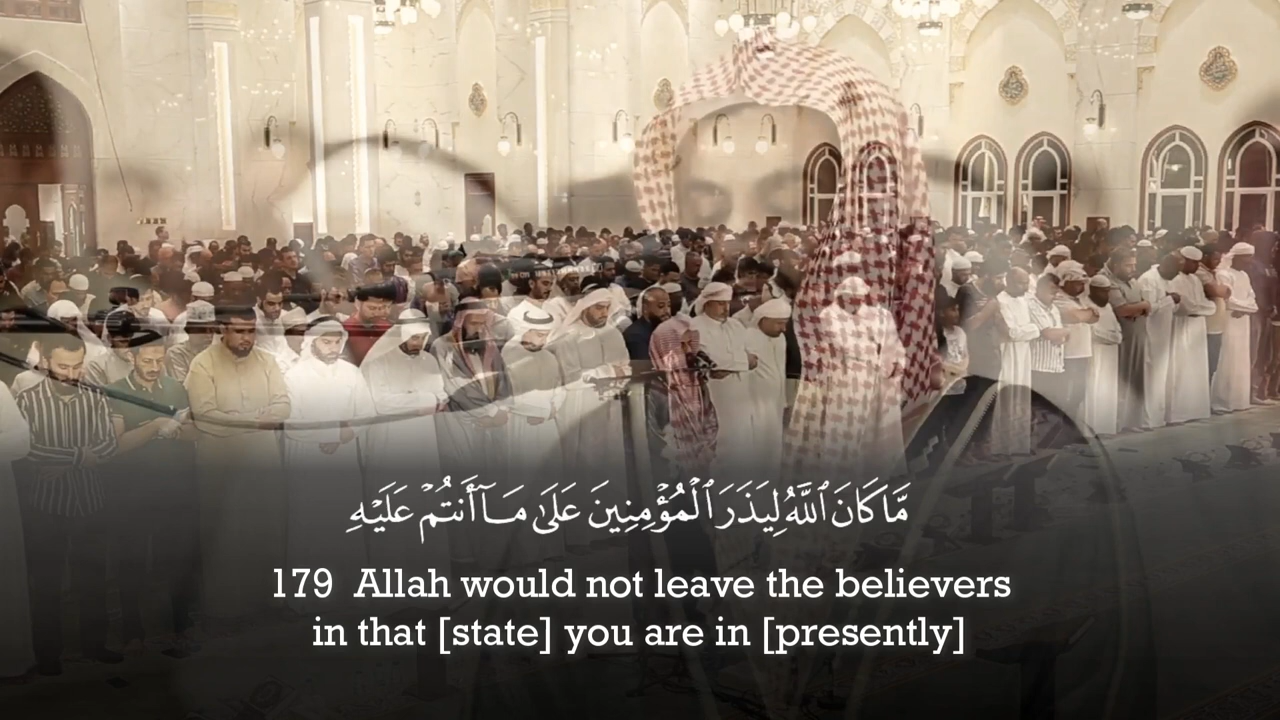 مَّا كَانَ ٱللَّهُ لِيَذَرَ ٱلْمُؤْمِنِينَ عَلَىٰ مَآ أَنتُمْ عَلَيْهِ
179 Allah would not leave the believers
in that [state] you are in [presently]